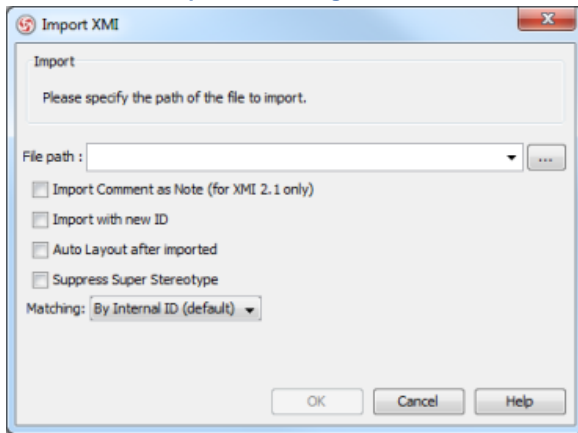 Import XMI
Import
Please specify the path of the file to import.
File path :
...
Import Comment as Note (for XMI 2.1 only)
Import with new ID
Auto Layout after imported
Suppress Super Stereotype
Matching: By Internal ID (default)
OK Cancel Help